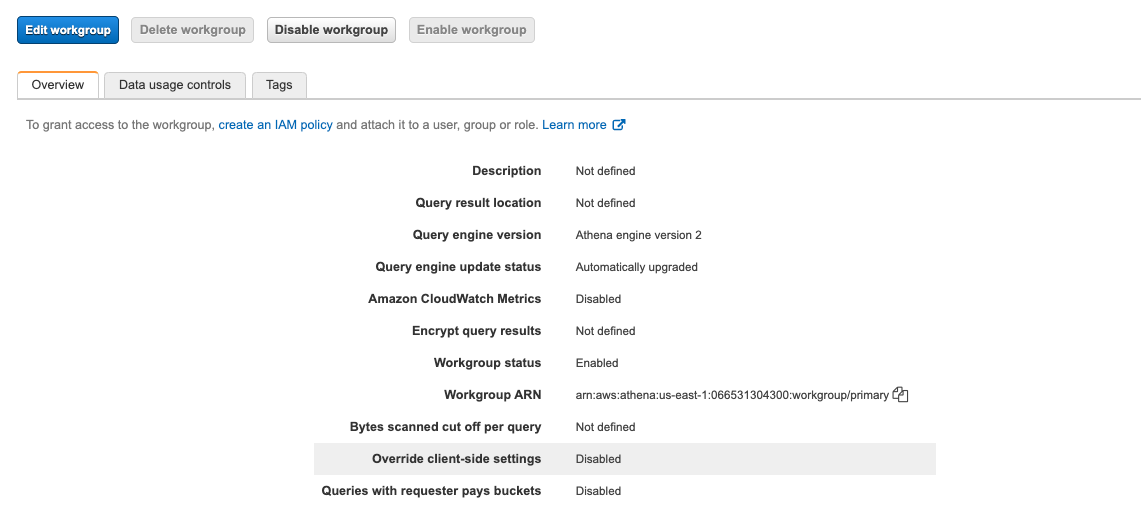 Edit workgroup Delete workgroup Disable workgroup Enable workgroup
Overview Data usage controls Tags
To grant access to the workgroup, create an IAM policy and attach it to a user, group or role. Learn more
Description Not defined
Query result location Not defined
Query engine version Athena engine version 2
Query engine update status Automatically upgraded
Amazon CloudWatch Metrics Disabled
Encrypt query results Not defined
Workgroup status Enabled
Workgroup ARN arn:aws:athena:us-east-1:066531304300:workgroup/primary
Bytes scanned cut off per query Not defined
Override client-side settings Disabled
Queries with requester pays buckets Disabled